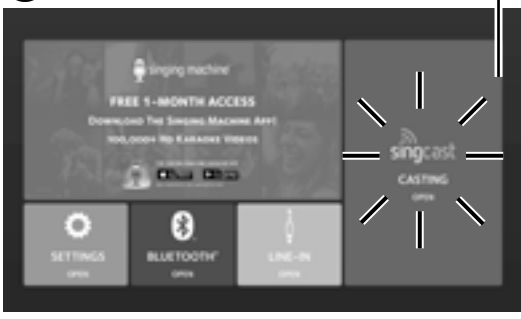 singing machine
FREE 1-MONTH ACCESS
DOWNLOAD THE SINGING MACHINE APP!
100,000+ HD KARAOKE VIDEOS
singcast
CASTING
OPEN
SETTINGS
OPEN
BLUETOOTH
OPEN
LINE-IN
OPEN